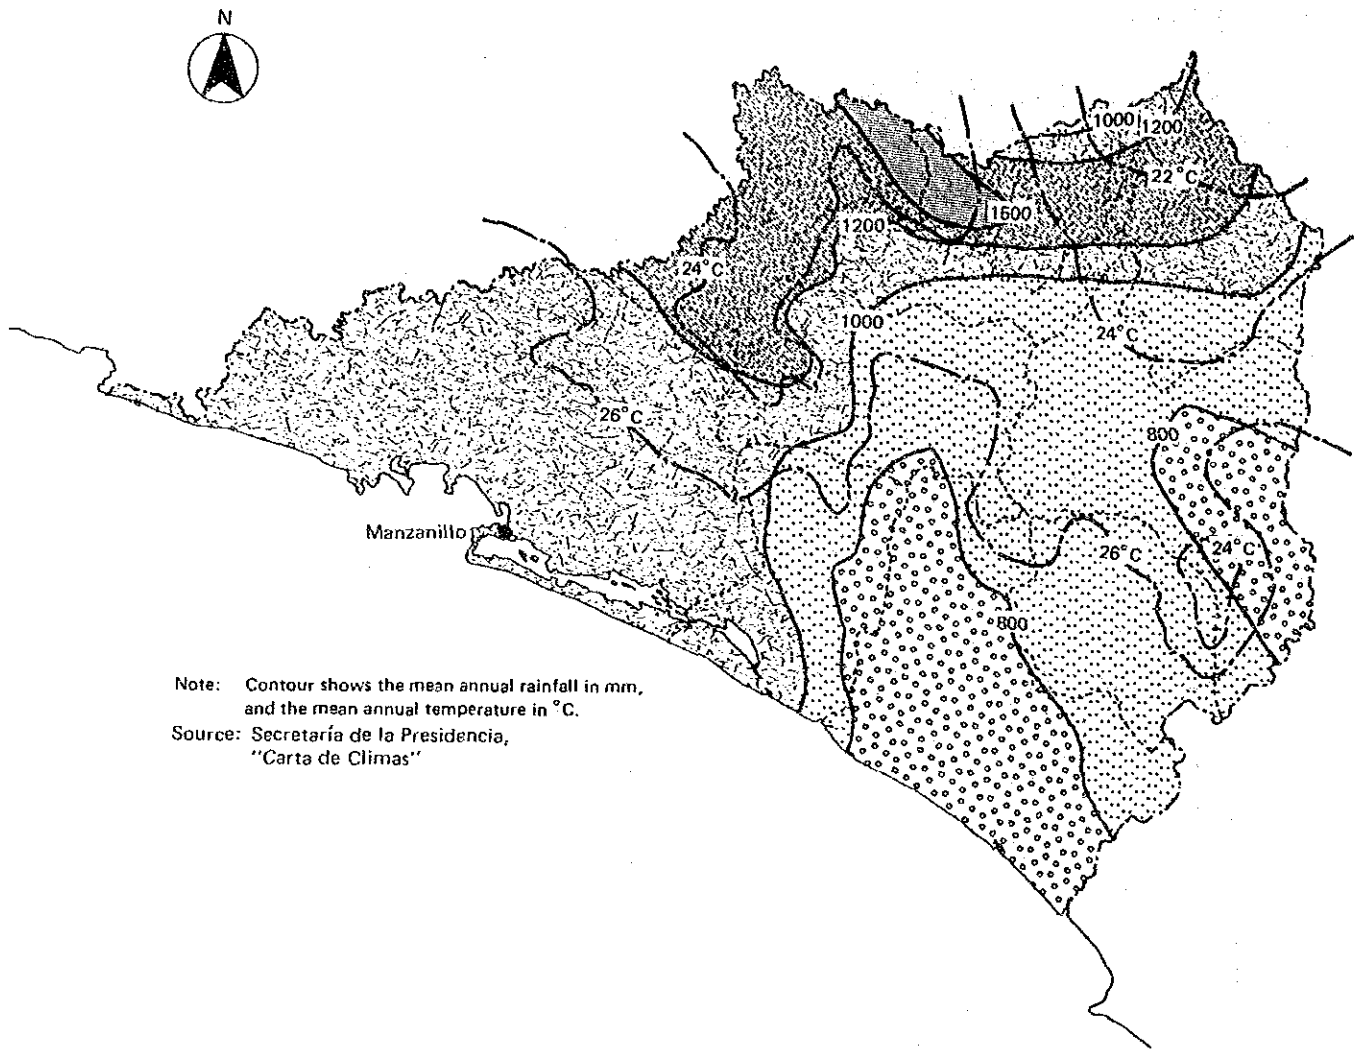 N
1000
1200
22°C
1500
1200
24°C
1000
24°C
26°C
800
Manzanillo
26°C
24°C
800
Note: Contour shows the mean annual rainfall in mm,
and the mean annual temperature in °C.
Source: Secretaría de la Presidencia,
"Carta de Climas"